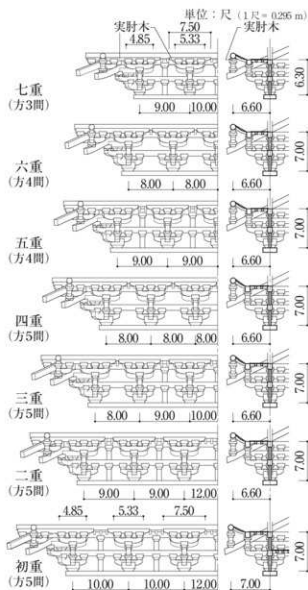 単位：尺 (1尺＝0.295 m)
実肘木 7.50 実肘木
4.85 5.33
七重
(方3間)
9.00 10.00 6.60 6.30
六重
(方4間)
8.00 8.00 6.60 7.00
五重
(方4間)
9.00 9.00 6.60 7.00
四重
(方5間)
8.00 8.00 8.00 6.60 7.00
三重
(方5間)
8.00 9.00 10.00 6.60 7.00
二重
(方5間)
9.00 9.00 12.00 6.60 7.00
4.85 5.33 7.50
初重
(方5間)
10.00 10.00 12.00 7.00 7.00